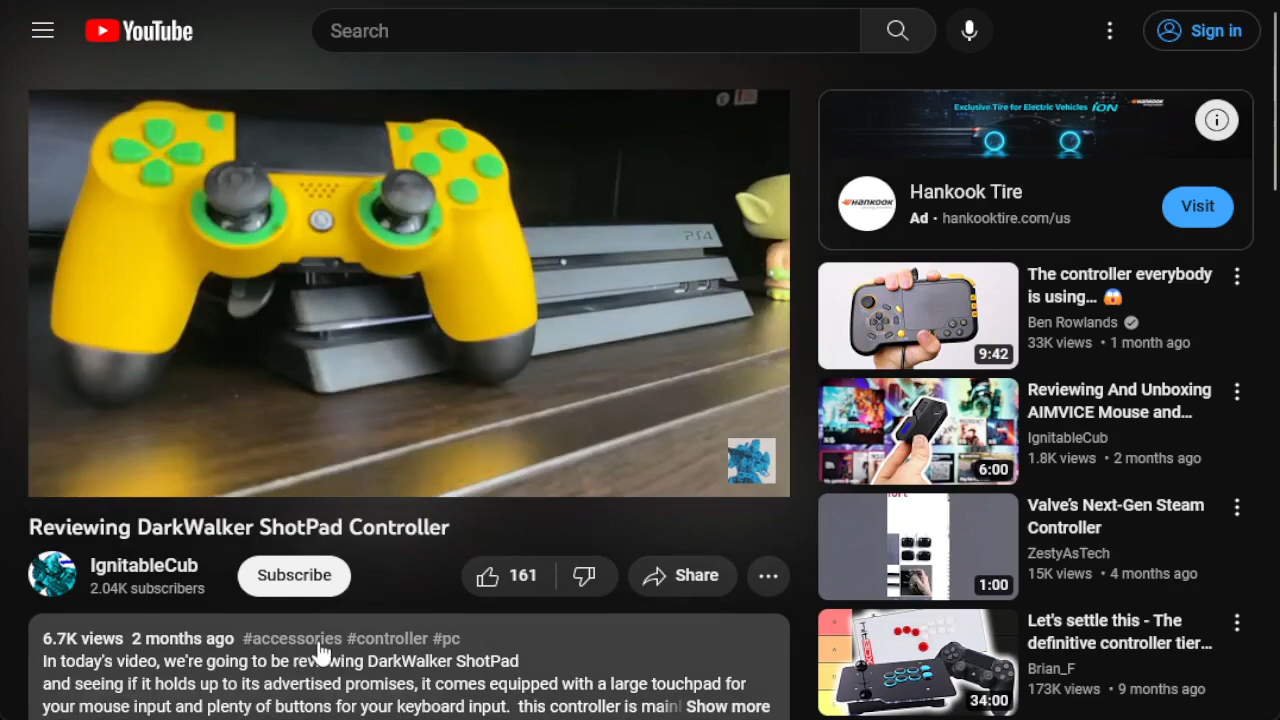 YouTube
Search
Sign in
PS4
Exclusive Tire for Electric Vehicles iON
HANKOOK
Hankook Tire
Ad • hankooktire.com/us
Visit
The controller everybody
is using... 😱
Ben Rowlands
33K views • 1 month ago
9:42
Reviewing And Unboxing
AIMVICE Mouse and...
IgnitableCub
1.8K views • 2 months ago
6:00
Valve's Next-Gen Steam
Controller
ZestyAsTech
15K views • 4 months ago
1:00
Let's settle this - The
definitive controller tier...
Brian_F
173K views • 9 months ago
34:00
Reviewing DarkWalker ShotPad Controller
IgnitableCub
2.04K subscribers
Subscribe
161
Share
6.7K views 2 months ago #accessories #controller #pc
In today's video, we're going to be reviewing DarkWalker ShotPad
and seeing if it holds up to its advertised promises, it comes equipped with a large touchpad for
your mouse input and plenty of buttons for your keyboard input. this controller is main Show more